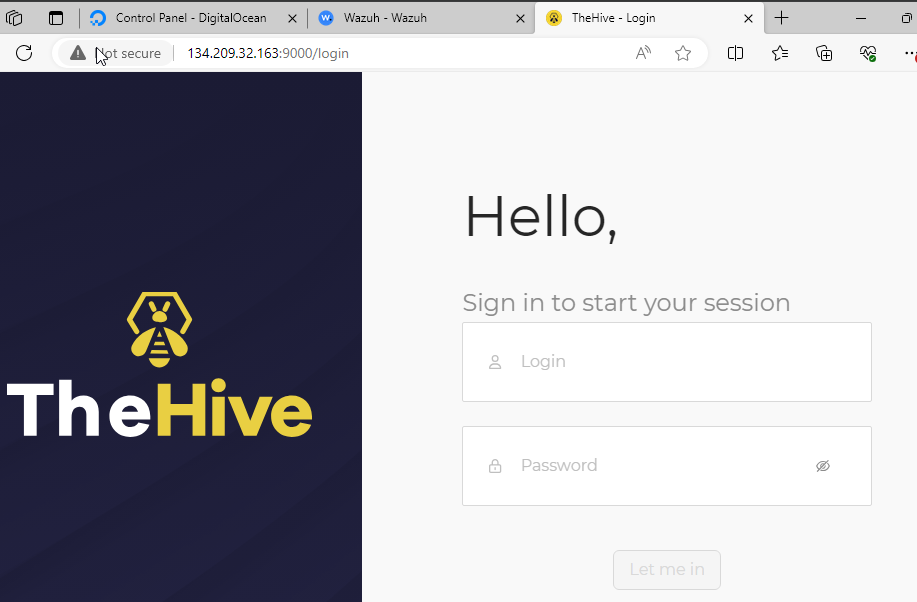 Control Panel - DigitalOcean
Wazuh - Wazuh
TheHive - Login
Not secure
134.209.32.163:9000/login
Hello,
Sign in to start your session
Login
TheHive
Password
Let me in